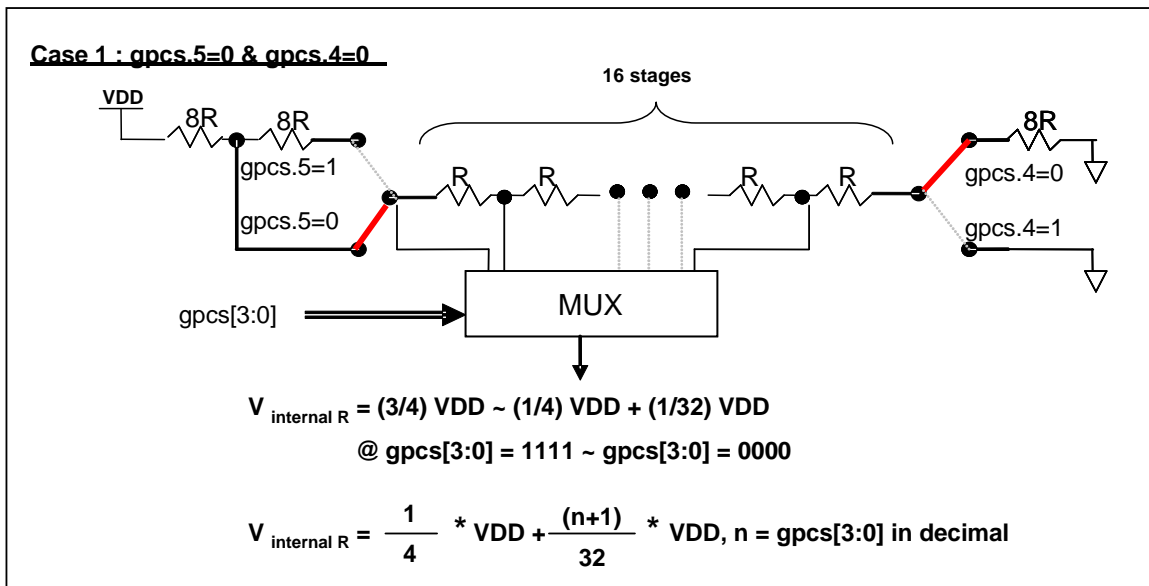 Case 1 : gpcs.5=0 & gpcs.4=0
16 stages
VDD
8R 8R 8R
gpcs.5=1 R R R R gpcs.4=0
gpcs.5=0 gpcs.4=1
MUX
gpcs[3:0]
V internal R = (3/4) VDD ~ (1/4) VDD + (1/32) VDD
@ gpcs[3:0] = 1111 ~ gpcs[3:0] = 0000
V internal R = 1/4 * VDD + (n+1)/32 * VDD, n = gpcs[3:0] in decimal